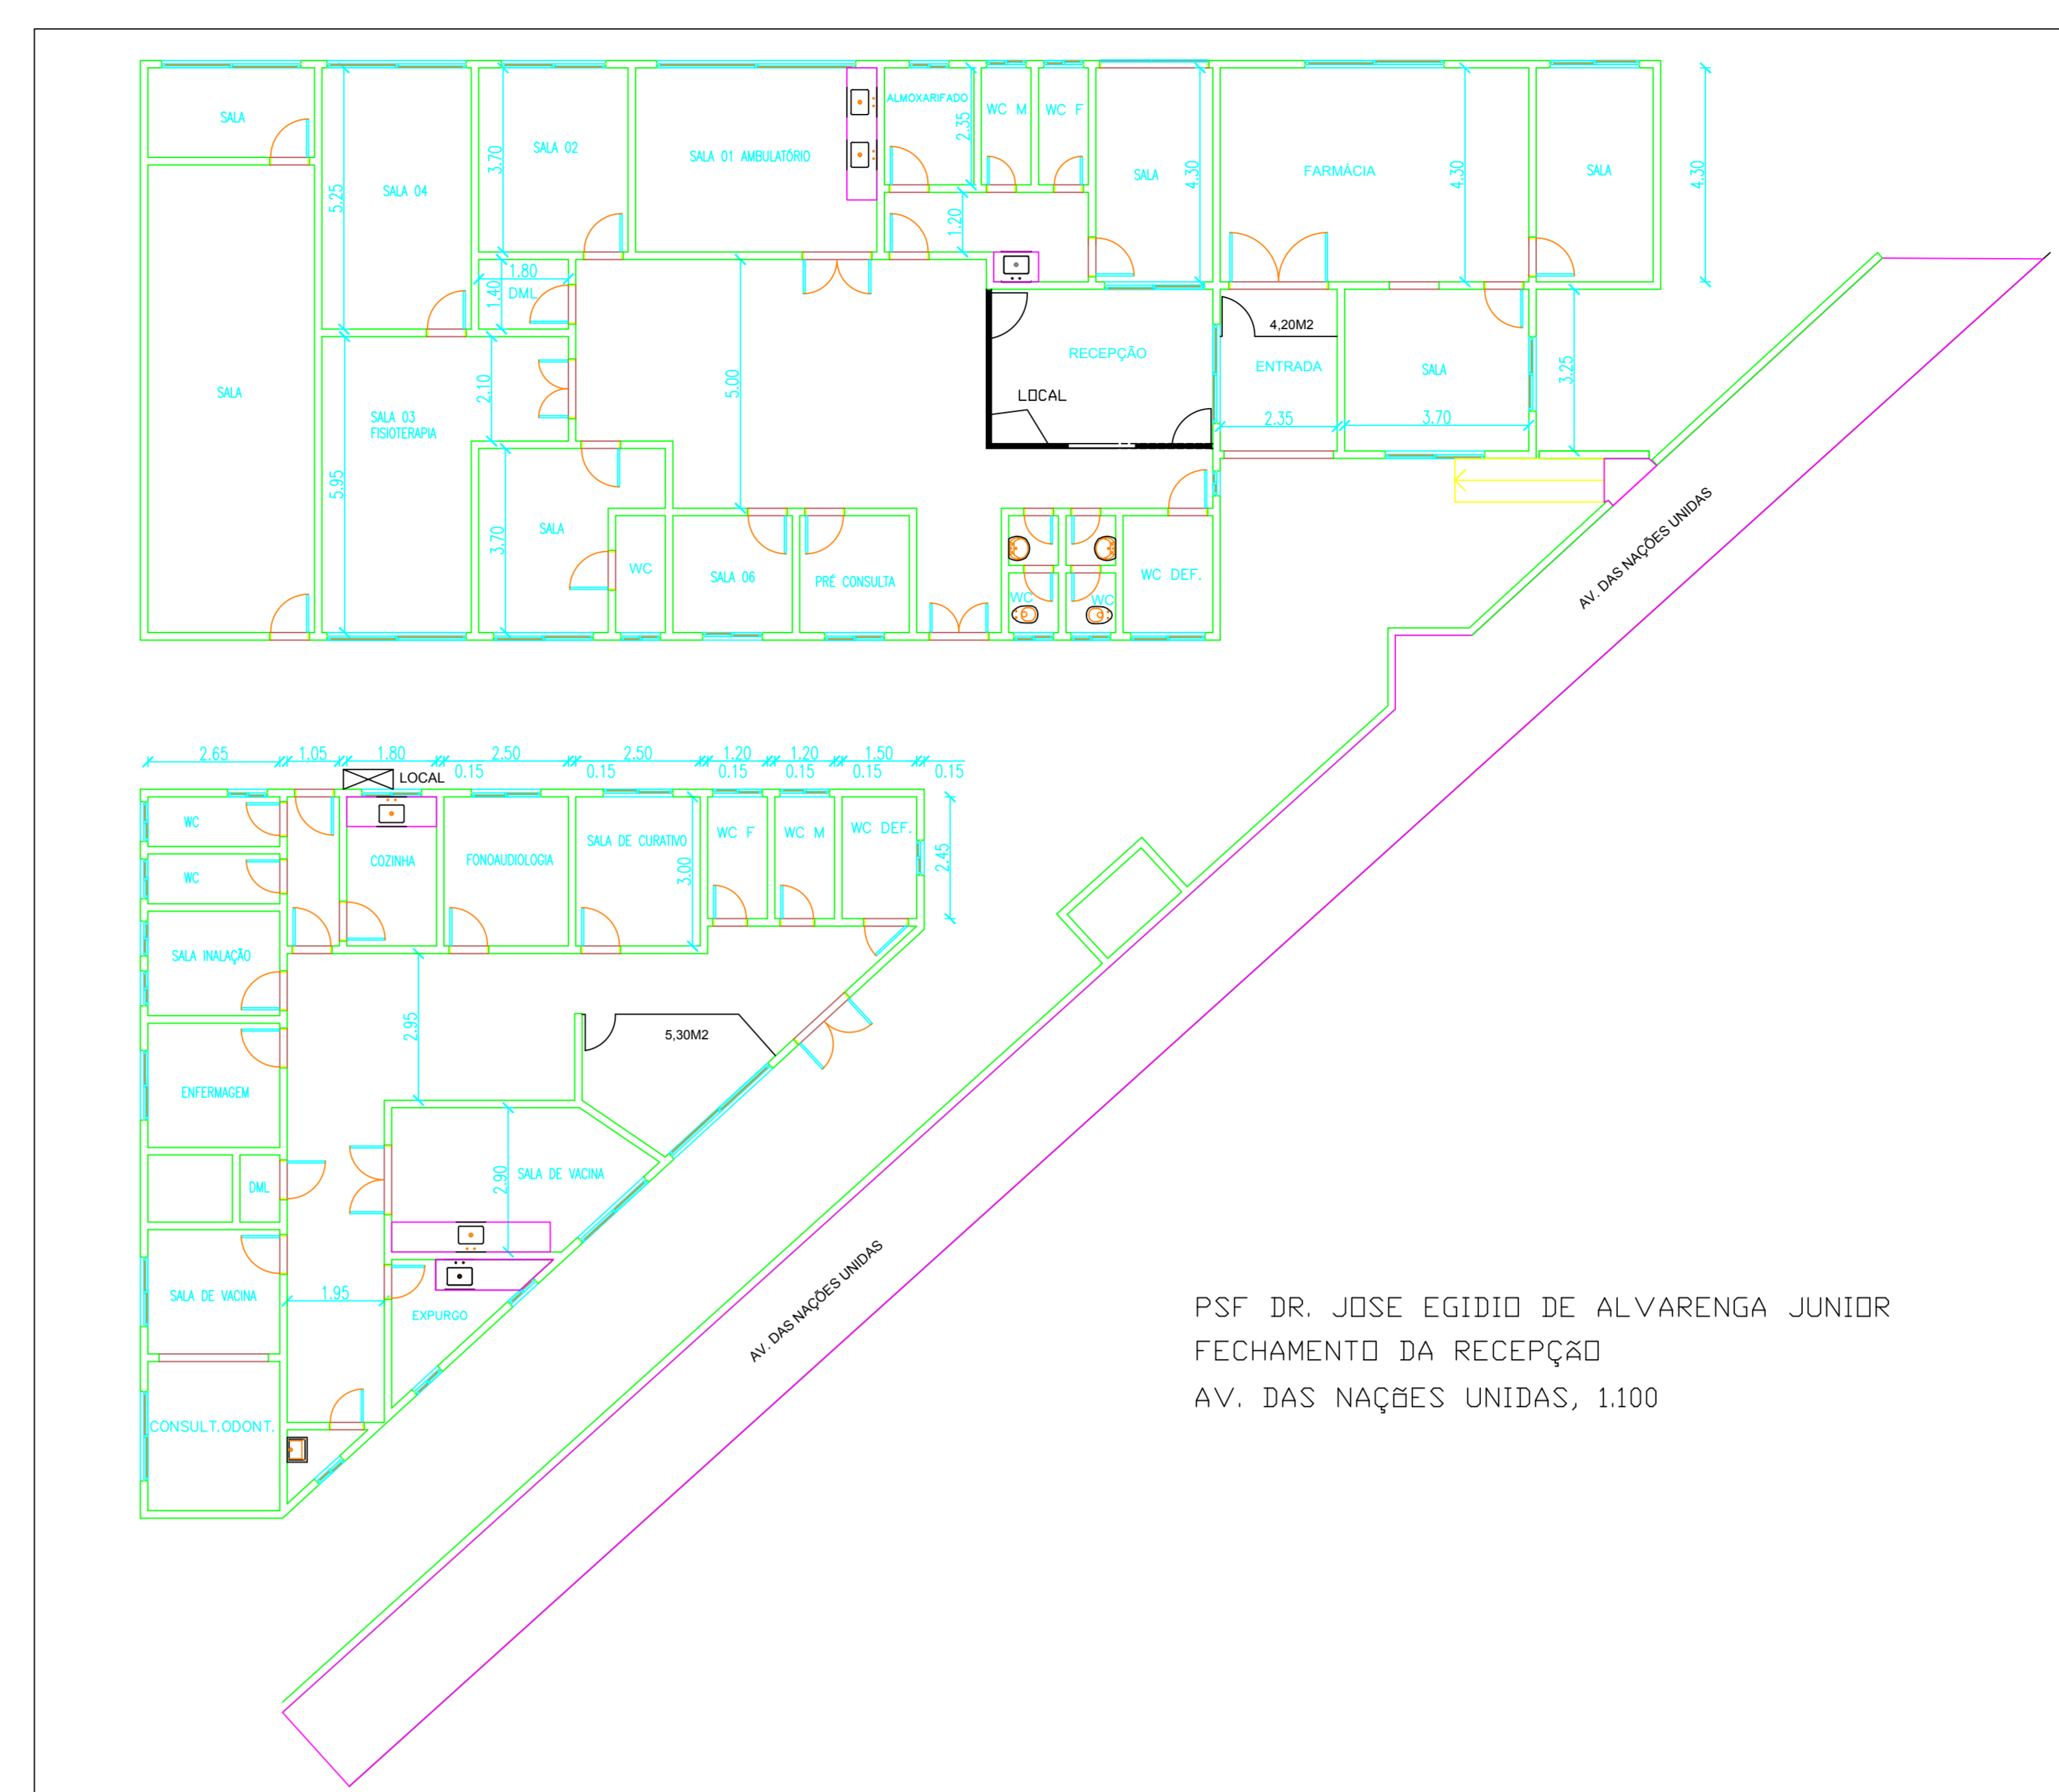 SALA
SALA 04
5.25
SALA 02
3.70
SALA 01 AMBULATÓRIO
ALMOXARIFADO
2.35
WC M
WC F
SALA
4.30
FARMÁCIA
4.30
SALA
4.30
1.20
1.80
1.40
DML
SALA
SALA 03
FISIOTERAPIA
5.95
2.10
5.00
RECEPÇÃO
LOCAL
4,20M2
ENTRADA
2.35
SALA
3.70
3.25
3.70
SALA
WC
SALA 06
PRÉ CONSULTA
WC
WC
WC DEF.
AV. DAS NAÇÕES UNIDAS
2.65
1.05
1.80
2.50
2.50
1.20
1.20
1.50
0.15
0.15
0.15
0.15
0.15
0.15
LOCAL
WC
WC
COZINHA
FONOAUDIOLOGIA
SALA DE CURATIVO
3.00
WC F
WC M
WC DEF.
2.45
SALA INALAÇÃO
2.95
5,30M2
ENFERMAGEM
DML
2.90
SALA DE VACINA
SALA DE VACINA
1.95
EXPURGO
CONSULT.ODONT.
AV. DAS NAÇÕES UNIDAS
PSF DR. JOSE EGIDIO DE ALVARENGA JUNIOR
FECHAMENTO DA RECEPÇÃO
AV. DAS NAÇÕES UNIDAS, 1.100